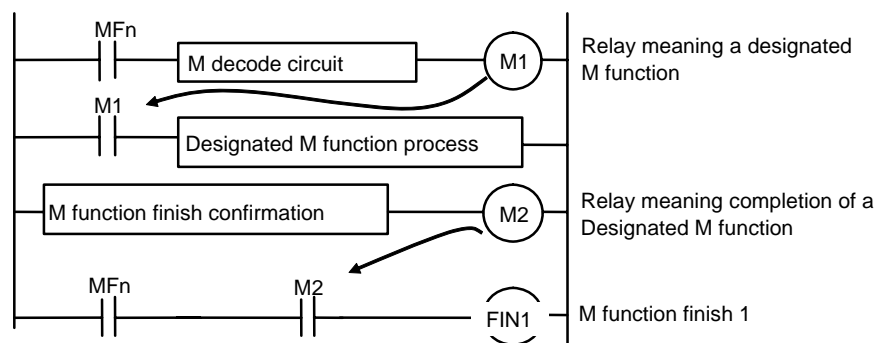 MFn
M decode circuit
M1
Relay meaning a designated
M function
M1
Designated M function process
M function finish confirmation
M2
Relay meaning completion of a
Designated M function
MFn
M2
FIN1
M function finish 1